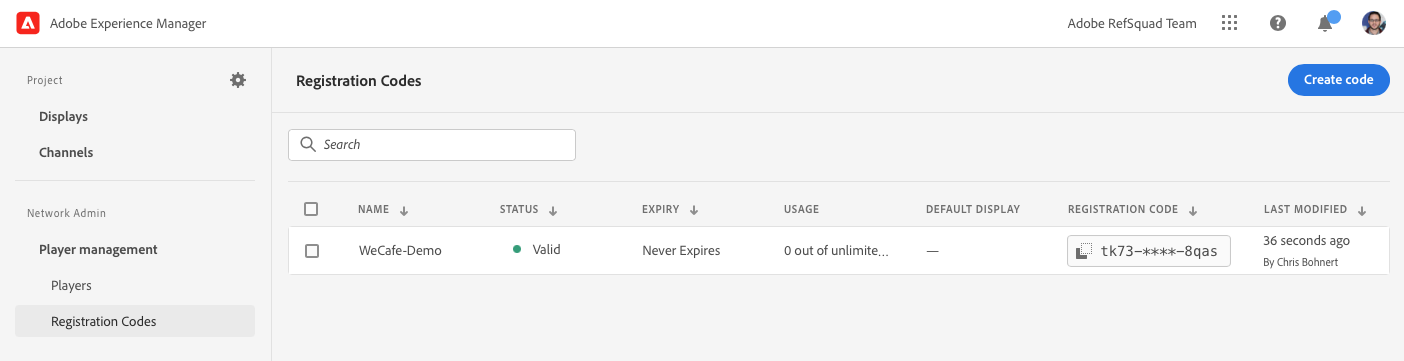 Adobe Experience Manager
Adobe RefSquad Team
Project
Displays
Channels
Network Admin
Player management
Players
Registration Codes
Registration Codes
Create code
Search
NAME STATUS EXPIRY USAGE DEFAULT DISPLAY REGISTRATION CODE LAST MODIFIED
WeCafe-Demo Valid Never Expires 0 out of unlimite... — tk73-****-8qas 36 seconds ago
By Chris Bohnert